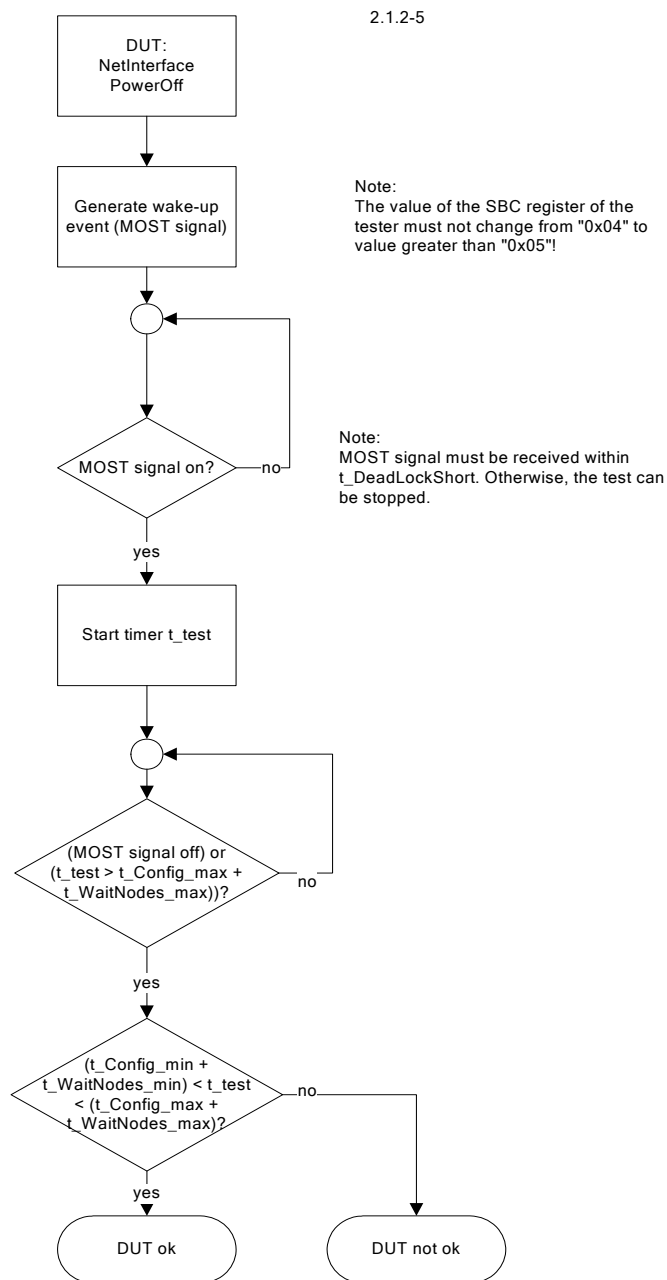 2.1.2-5
DUT:
NetInterface
PowerOff
Generate wake-up
event (MOST signal)
Note:
The value of the SBC register of the
tester must not change from "0x04" to
value greater than "0x05"!
MOST signal on?
no
Note:
MOST signal must be received within
t_DeadLockShort. Otherwise, the test can
be stopped.
yes
Start timer t_test
(MOST signal off) or
(t_test > t_Config_max +
t_WaitNodes_max))?
no
yes
(t_Config_min +
t_WaitNodes_min) < t_test
< (t_Config_max +
t_WaitNodes_max)?
no
yes
DUT ok
DUT not ok